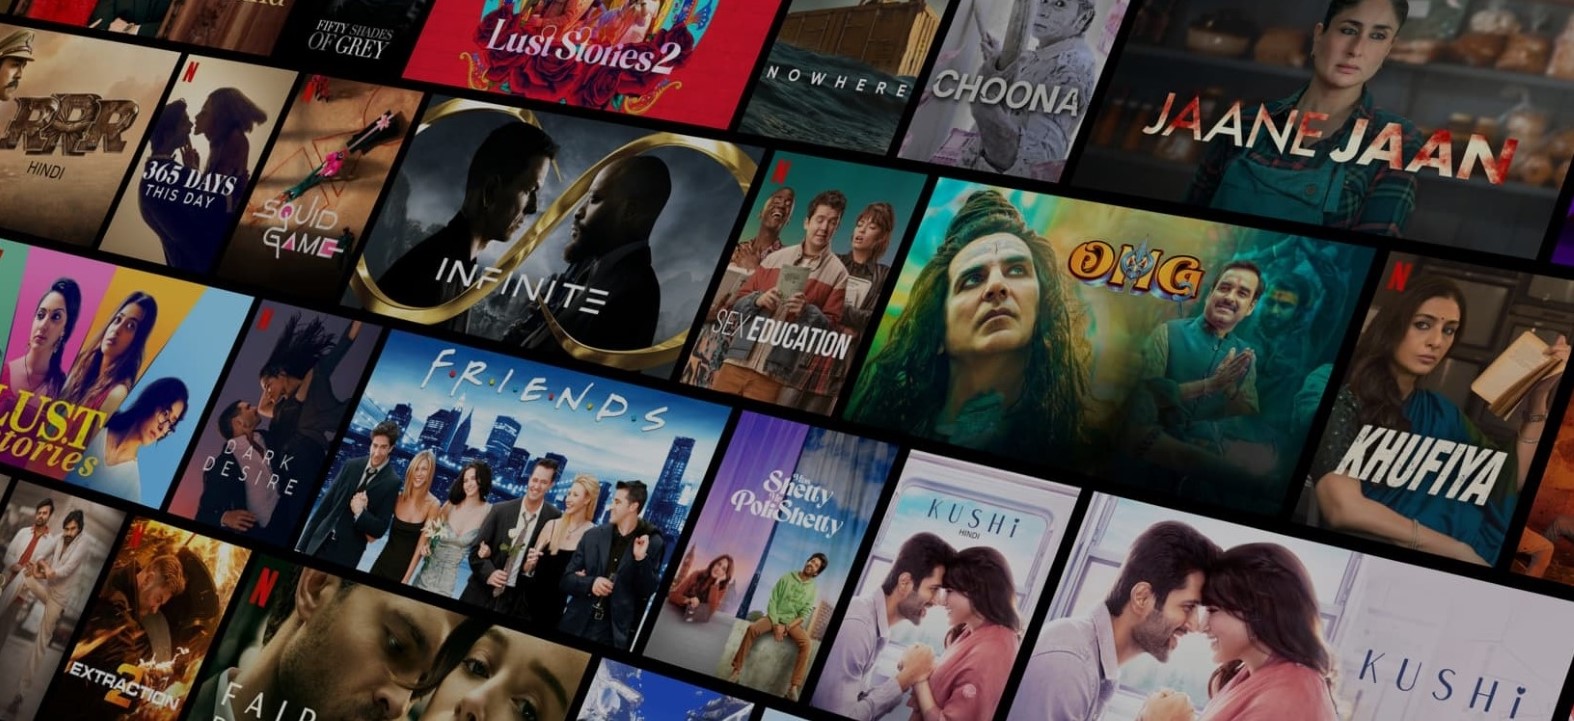 FIFTY SHADES
OF GREY
Lust Stories 2
NOWHERE
CHOONA
JAANE JAAN
RRR
HINDI
365 DAYS
THIS DAY
SQUID
GAME
INFINITE
SEX EDUCATION
OMG
KHUFIYA
LUST
stories
DARK
DESIRE
F·R·I·E·N·D·S
Miss
Shetty
Mr
PoliShetty
KUSHi
HINDI
KUSHi
EXTRACTION
2
FAIR